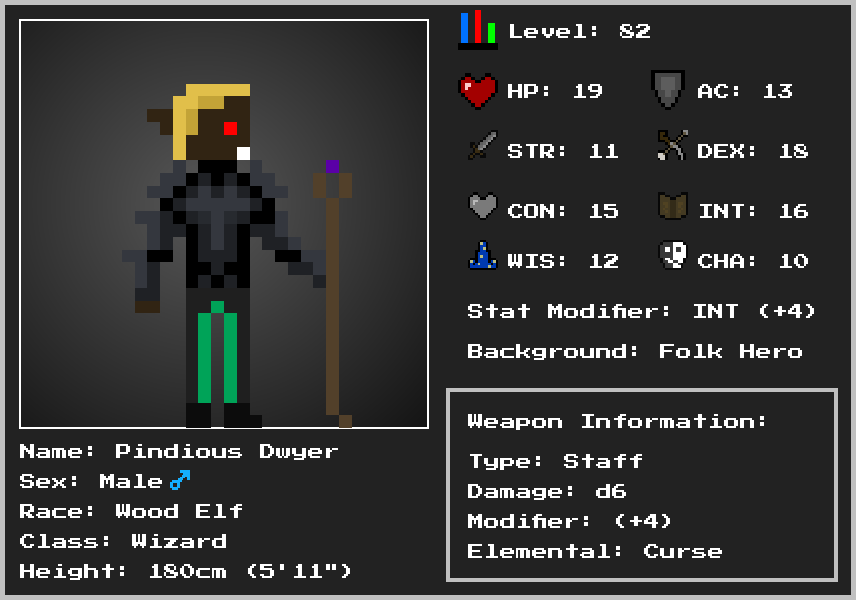 Level: 82
HP: 19 AC: 13
STR: 11 DEX: 18
CON: 15 INT: 16
WIS: 12 CHA: 10
Stat Modifier: INT (+4)
Background: Folk Hero
Weapon Information:
Type: Staff
Damage: d6
Modifier: (+4)
Elemental: Curse
Name: Pindious Dwyer
Sex: Male♂
Race: Wood Elf
Class: Wizard
Height: 180cm (5'11")